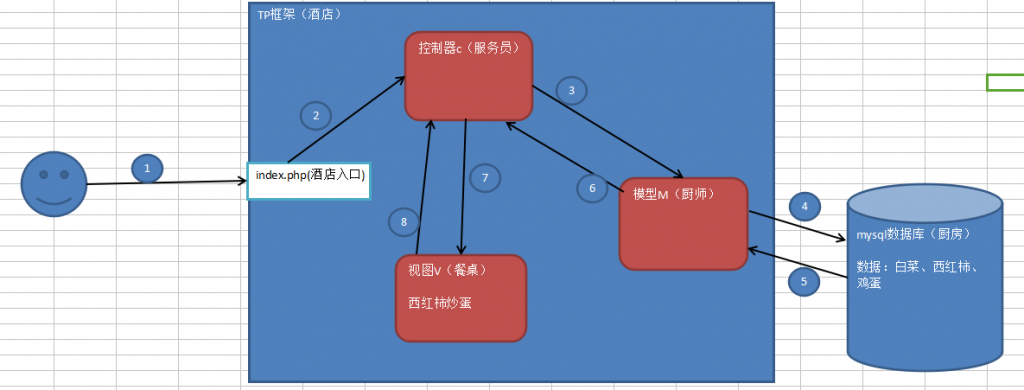 TP框架（酒店）
控制器c（服务员）
3
2
1
index.php(酒店入口)
7
6
模型M（厨师）
4
8
mysql数据库（厨房）
视图V（餐桌）
数据：白菜、西红柿、
鸡蛋
5
西红柿炒蛋